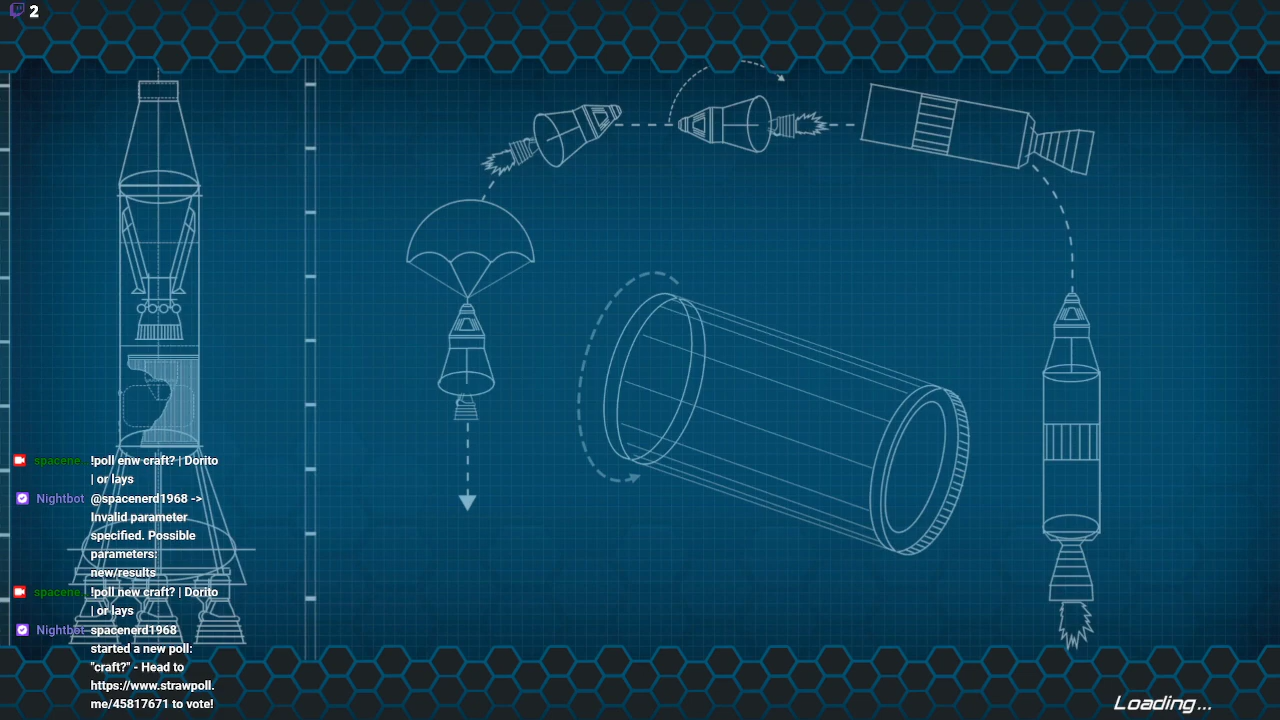 2
spacene
!poll enw craft? | Dorito
| or lays
Nightbot
@spacenerd1968 ->
Invalid parameter
specified. Possible
parameters:
new/results
spacene
!poll new craft? | Dorito
| or lays
Nightbot
spacenerd1968
started a new poll:
"craft?" - Head to
https://www.strawpoll.
me/45817671 to vote!
Loading...